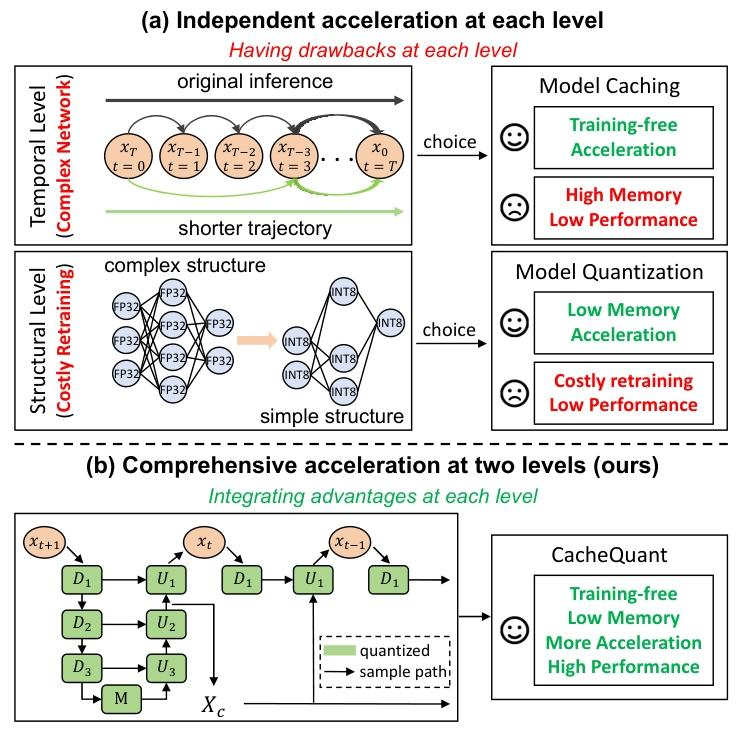 (a) Independent acceleration at each level
Having drawbacks at each level
Temporal Level
(Complex Network)
original inference
x_T
t = 0
x_{T−1}
t = 1
x_{T−2}
t = 2
x_{T−3}
t = 3
· · ·
x_0
t = T
shorter trajectory
choice
Model Caching
Training-free
Acceleration
High Memory
Low Performance
Structural Level
(Costly Retraining)
complex structure
FP32
FP32
FP32
FP32
FP32
FP32
FP32
FP32
FP32
INT8
INT8
INT8
INT8
INT8
INT8
simple structure
choice
Model Quantization
Low Memory
Acceleration
Costly retraining
Low Performance
(b) Comprehensive acceleration at two levels (ours)
Integrating advantages at each level
x_{t+1}
x_t
x_{t−1}
D_1
U_1
D_1
U_1
D_1
D_2
U_2
D_3
U_3
M
X_c
quantized
sample path
CacheQuant
Training-free
Low Memory
More Acceleration
High Performance